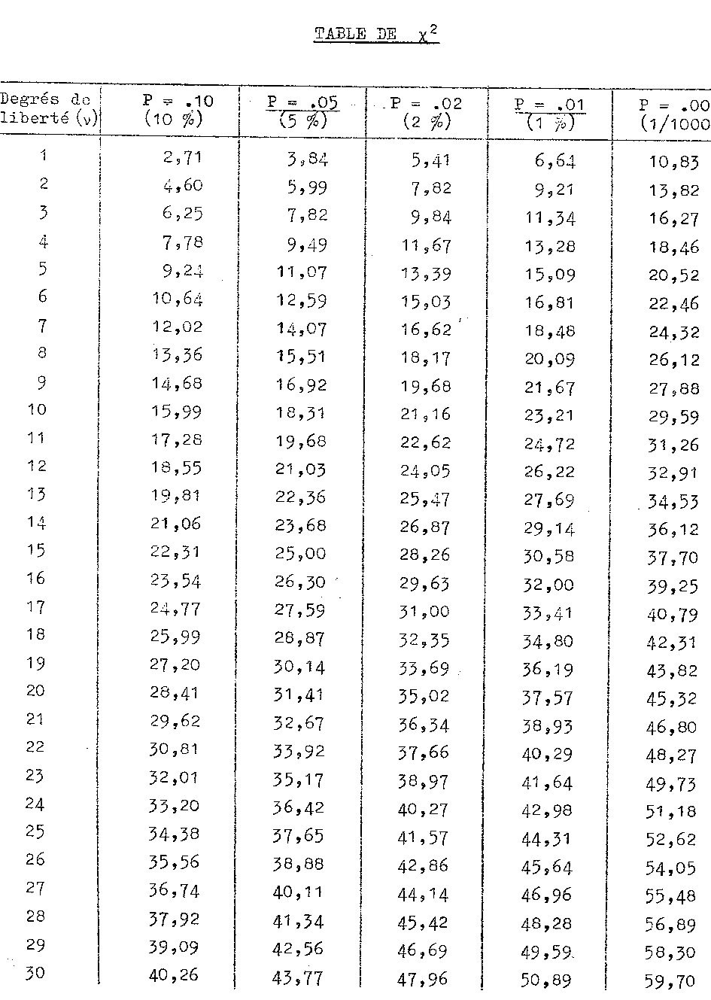 TABLE DE χ²
Degrés de liberté (ν) P = .10 (10 %) P = .05 (5 %) P = .02 (2 %) P = .01 (1 %) P = .00 (1/1000
1 2,71 3,84 5,41 6,64 10,83
2 4,60 5,99 7,82 9,21 13,82
3 6,25 7,82 9,84 11,34 16,27
4 7,78 9,49 11,67 13,28 18,46
5 9,24 11,07 13,39 15,09 20,52
6 10,64 12,59 15,03 16,81 22,46
7 12,02 14,07 16,62 18,48 24,32
8 13,36 15,51 18,17 20,09 26,12
9 14,68 16,92 19,68 21,67 27,88
10 15,99 18,31 21,16 23,21 29,59
11 17,28 19,68 22,62 24,72 31,26
12 18,55 21,03 24,05 26,22 32,91
13 19,81 22,36 25,47 27,69 34,53
14 21,06 23,68 26,87 29,14 36,12
15 22,31 25,00 28,26 30,58 37,70
16 23,54 26,30 29,63 32,00 39,25
17 24,77 27,59 31,00 33,41 40,79
18 25,99 28,87 32,35 34,80 42,31
19 27,20 30,14 33,69 36,19 43,82
20 28,41 31,41 35,02 37,57 45,32
21 29,62 32,67 36,34 38,93 46,80
22 30,81 33,92 37,66 40,29 48,27
23 32,01 35,17 38,97 41,64 49,73
24 33,20 36,42 40,27 42,98 51,18
25 34,38 37,65 41,57 44,31 52,62
26 35,56 38,88 42,86 45,64 54,05
27 36,74 40,11 44,14 46,96 55,48
28 37,92 41,34 45,42 48,28 56,89
29 39,09 42,56 46,69 49,59 58,30
30 40,26 43,77 47,96 50,89 59,70